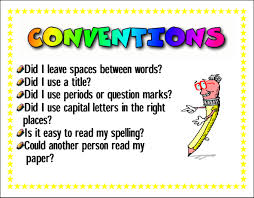 CONVENTIONS
Did I leave spaces between words?
Did I use a title?
Did I use periods or question marks?
Did I use capital letters in the right
places?
Is it easy to read my spelling?
Could another person read my
paper?